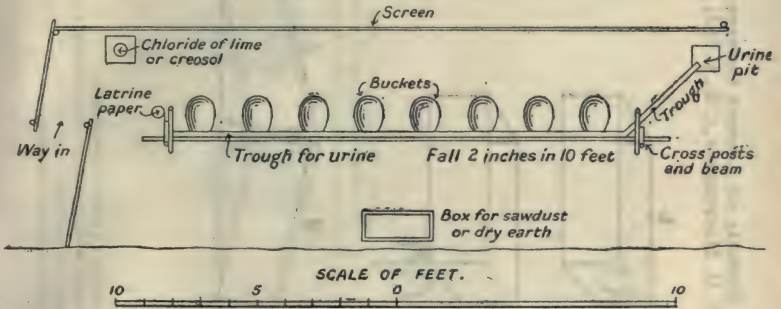 Screen
Chloride of lime
or creosol
Urine
pit
Latrine
paper
Buckets
Trough
Way in
Trough for urine
Fall 2 inches in 10 feet
Cross posts
and beam
Box for sawdust
or dry earth
SCALE OF FEET.
10 5 0 10